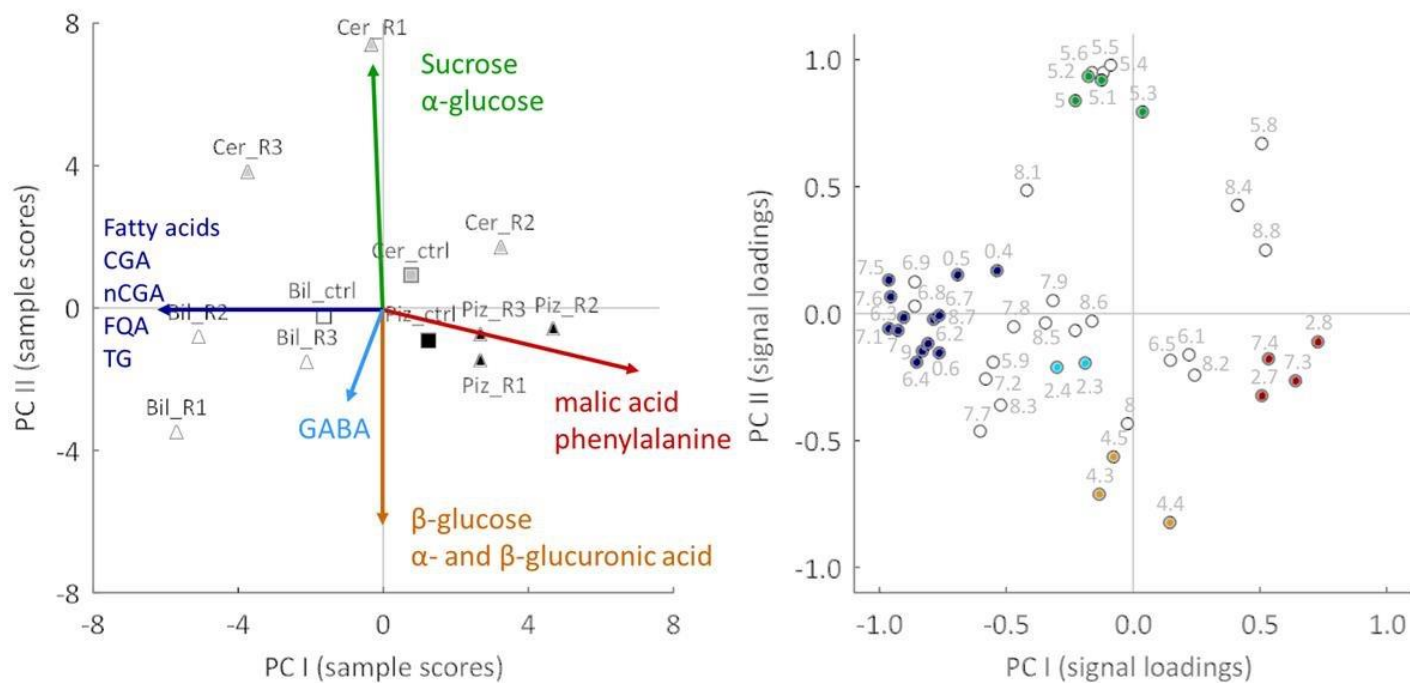 8
4
0
-4
-8
-8
-4
0
4
8
PC II (sample scores)
PC I (sample scores)
Cer_R1
Sucrose
α-glucose
Cer_R3
Fatty acids
CGA
nCGA
FQA
TG
Cer_R2
Cer_ctrl
Bil_ctrl
Bil_R2
Bil_R3
Bil_R1
Piz_ctrl
Piz_R3
Piz_R2
Piz_R1
GABA
malic acid
phenylalanine
β-glucose
α- and β-glucuronic acid
1.0
0.5
0.0
-0.5
-1.0
-1.0
-0.5
0.0
0.5
1.0
PC II (signal loadings)
PC I (signal loadings)
5.6
5.5
5.2
5.4
5
5.1
5.3
5.8
8.1
8.4
8.8
7.5
6.9
0.5
0.4
7.6
6.8
6.7
7.9
6.3
7.8
8.6
7.1
8.7
7
6.2
8.5
9
6.4
0.6
5.9
7.2
8.3
7.7
2.4
2.3
6.5
6.1
8.2
7.4
2.8
7.3
2.7
8
4.5
4.3
4.4